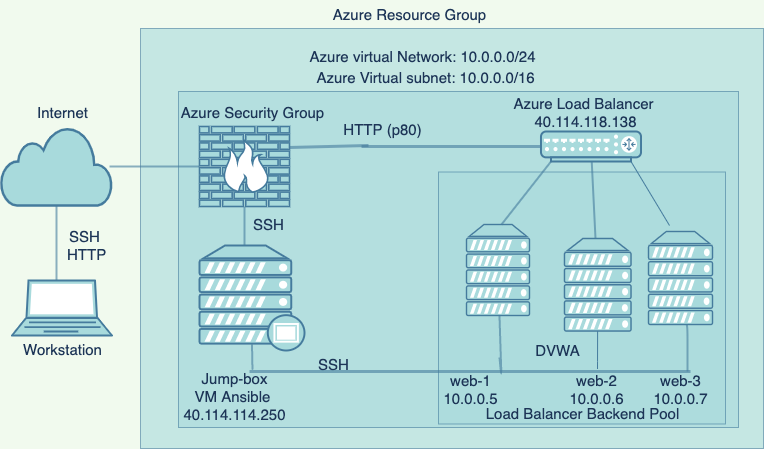 Azure Resource Group
Azure virtual Network: 10.0.0.0/24
Azure Virtual subnet: 10.0.0.0/16
Internet
Azure Security Group
HTTP (p80)
Azure Load Balancer
40.114.118.138
SSH
HTTP
SSH
Workstation
SSH
DVWA
Jump-box
VM Ansible
40.114.114.250
web-1
10.0.0.5
web-2
10.0.0.6
web-3
10.0.0.7
Load Balancer Backend Pool